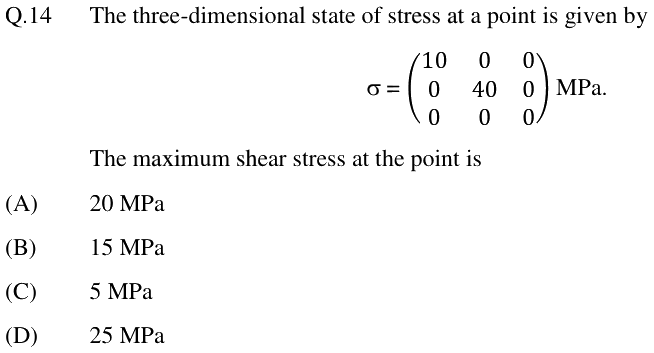 Q.14 The three-dimensional state of stress at a point is given by
σ = (10 0 0
0 40 0
0 0 0) MPa.
The maximum shear stress at the point is
(A) 20 MPa
(B) 15 MPa
(C) 5 MPa
(D) 25 MPa